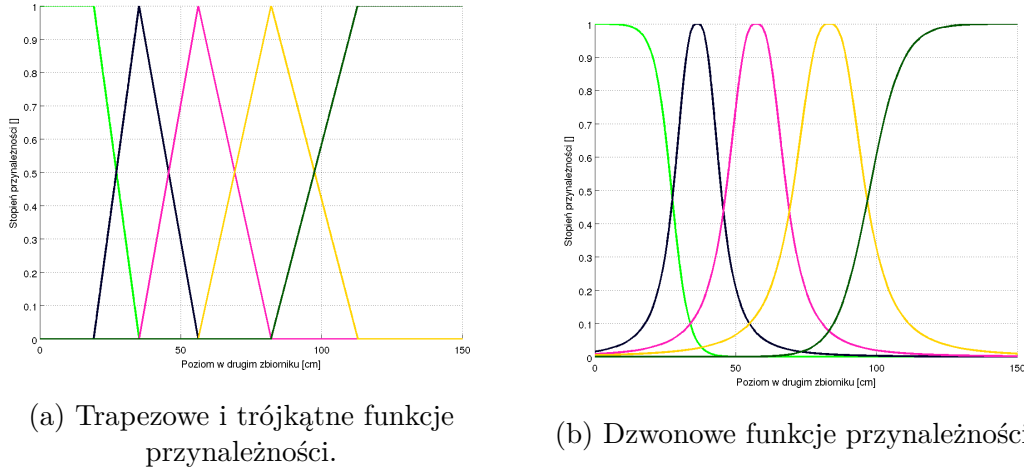 1
0.9
0.8
0.7
0.6
0.5
0.4
0.3
0.2
0.1
0
Stopień przynależności []
0 50 100 150
Poziom w drugim zbiorniku [cm]
(a) Trapezowe i trójkątne funkcje
przynależności.
1
0.9
0.8
0.7
0.6
0.5
0.4
0.3
0.2
0.1
0
Stopień przynależności []
0 50 100 150
Poziom w drugim zbiorniku [cm]
(b) Dzwonowe funkcje przynależności